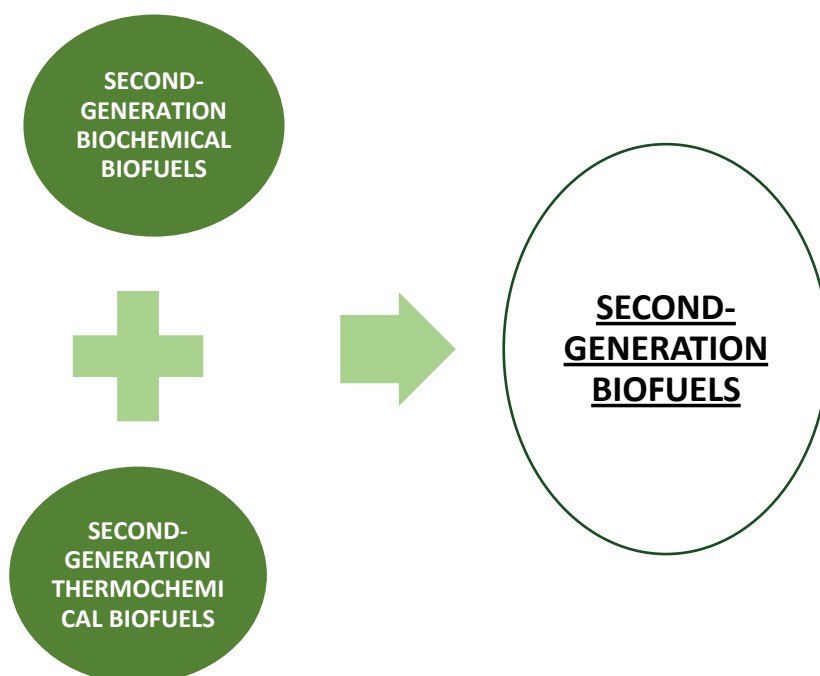 SECOND-
GENERATION
BIOCHEMICAL
BIOFUELS
SECOND-
GENERATION
THERMOCHEMI
CAL BIOFUELS
SECOND-
GENERATION
BIOFUELS